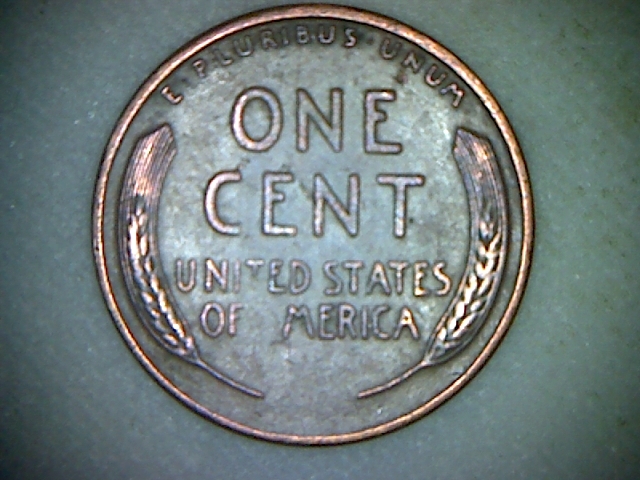 E · PLURIBUS · UNUM
ONE
CENT
UNITED STATES
OF MERICA